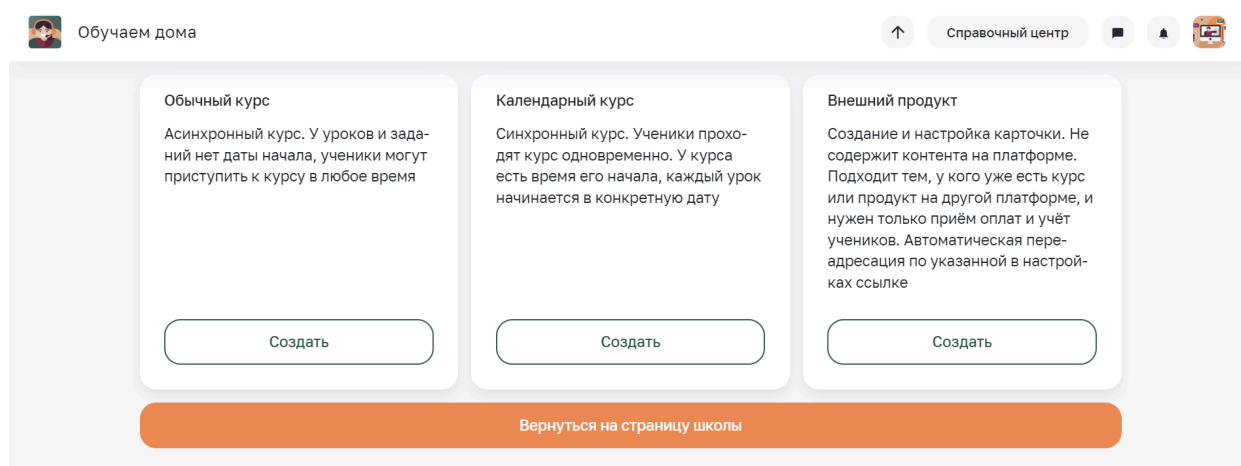 Обучаем дома
Справочный центр
Обычный курс
Асинхронный курс. У уроков и зада-
ний нет даты начала, ученики могут
приступить к курсу в любое время
Создать
Календарный курс
Синхронный курс. Ученики прохо-
дят курс одновременно. У курса
есть время его начала, каждый урок
начинается в конкретную дату
Создать
Внешний продукт
Создание и настройка карточки. Не
содержит контента на платформе.
Подходит тем, у кого уже есть курс
или продукт на другой платформе, и
нужен только приём оплат и учёт
учеников. Автоматическая пере-
адресация по указанной в настрой-
ках ссылке
Создать
Вернуться на страницу школы